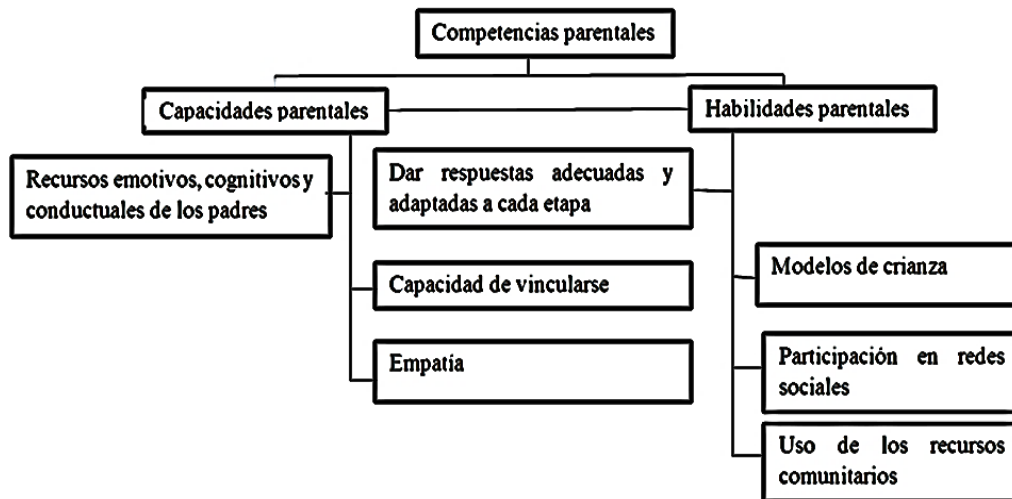 Competencias parentales
Capacidades parentales
Habilidades parentales
Recursos emotivos, cognitivos y
conductuales de los padres
Dar respuestas adecuadas y
adaptadas a cada etapa
Capacidad de vincularse
Empatía
Modelos de crianza
Participación en redes
sociales
Uso de los recursos
comunitarios